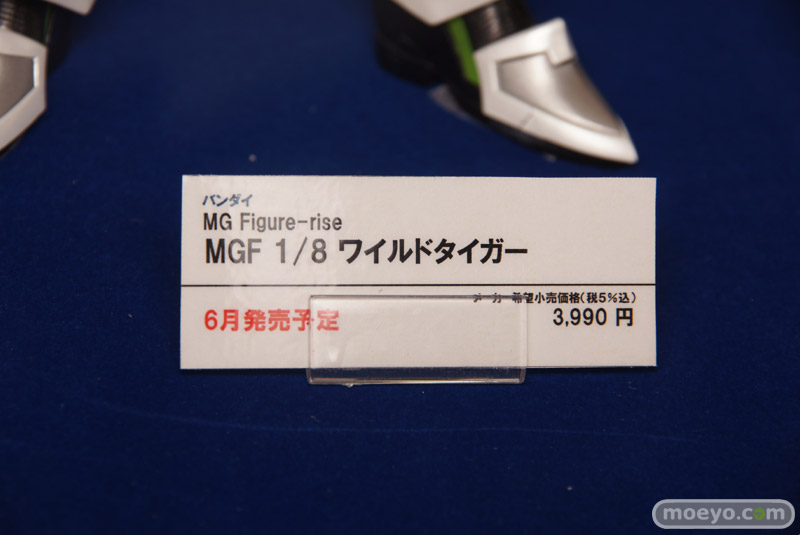 バンダイ
MG Figure-rise
MGF 1/8 ワイルドタイガー
メーカー希望小売価格(税5%込)
6月発売予定
3,990 円
moeyo.com